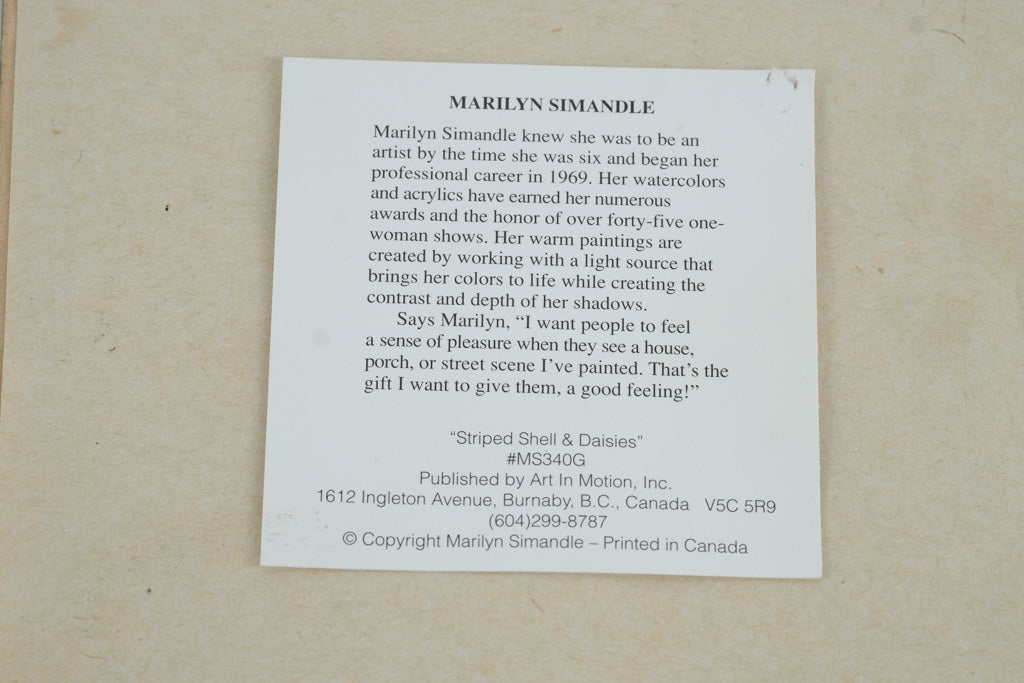 MARILYN SIMANDLE
Marilyn Simandle knew she was to be an
artist by the time she was six and began her
professional career in 1969. Her watercolors
and acrylics have earned her numerous
awards and the honor of over forty-five one-
woman shows. Her warm paintings are
created by working with a light source that
brings her colors to life while creating the
contrast and depth of her shadows.
Says Marilyn, “I want people to feel
a sense of pleasure when they see a house,
porch, or street scene I’ve painted. That’s the
gift I want to give them, a good feeling!”
“Striped Shell & Daisies”
#MS340G
Published by Art In Motion, Inc.
1612 Ingleton Avenue, Burnaby, B.C., Canada V5C 5R9
(604)299-8787
© Copyright Marilyn Simandle – Printed in Canada